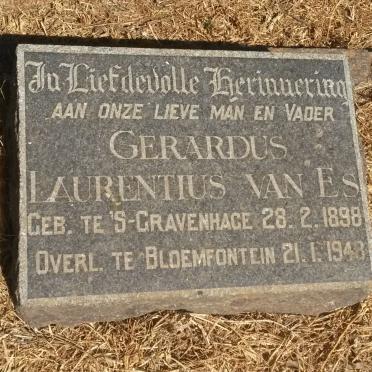 In Liefdevolle Herinnering
AAN ONZE LIEVE MAN EN VADER
GERARDUS
LAURENTIUS VAN ES
GEB. TE 'S-GRAVENHAGE 28. 2. 1898
OVERL. TE BLOEMFONTEIN 21. 1. 1948